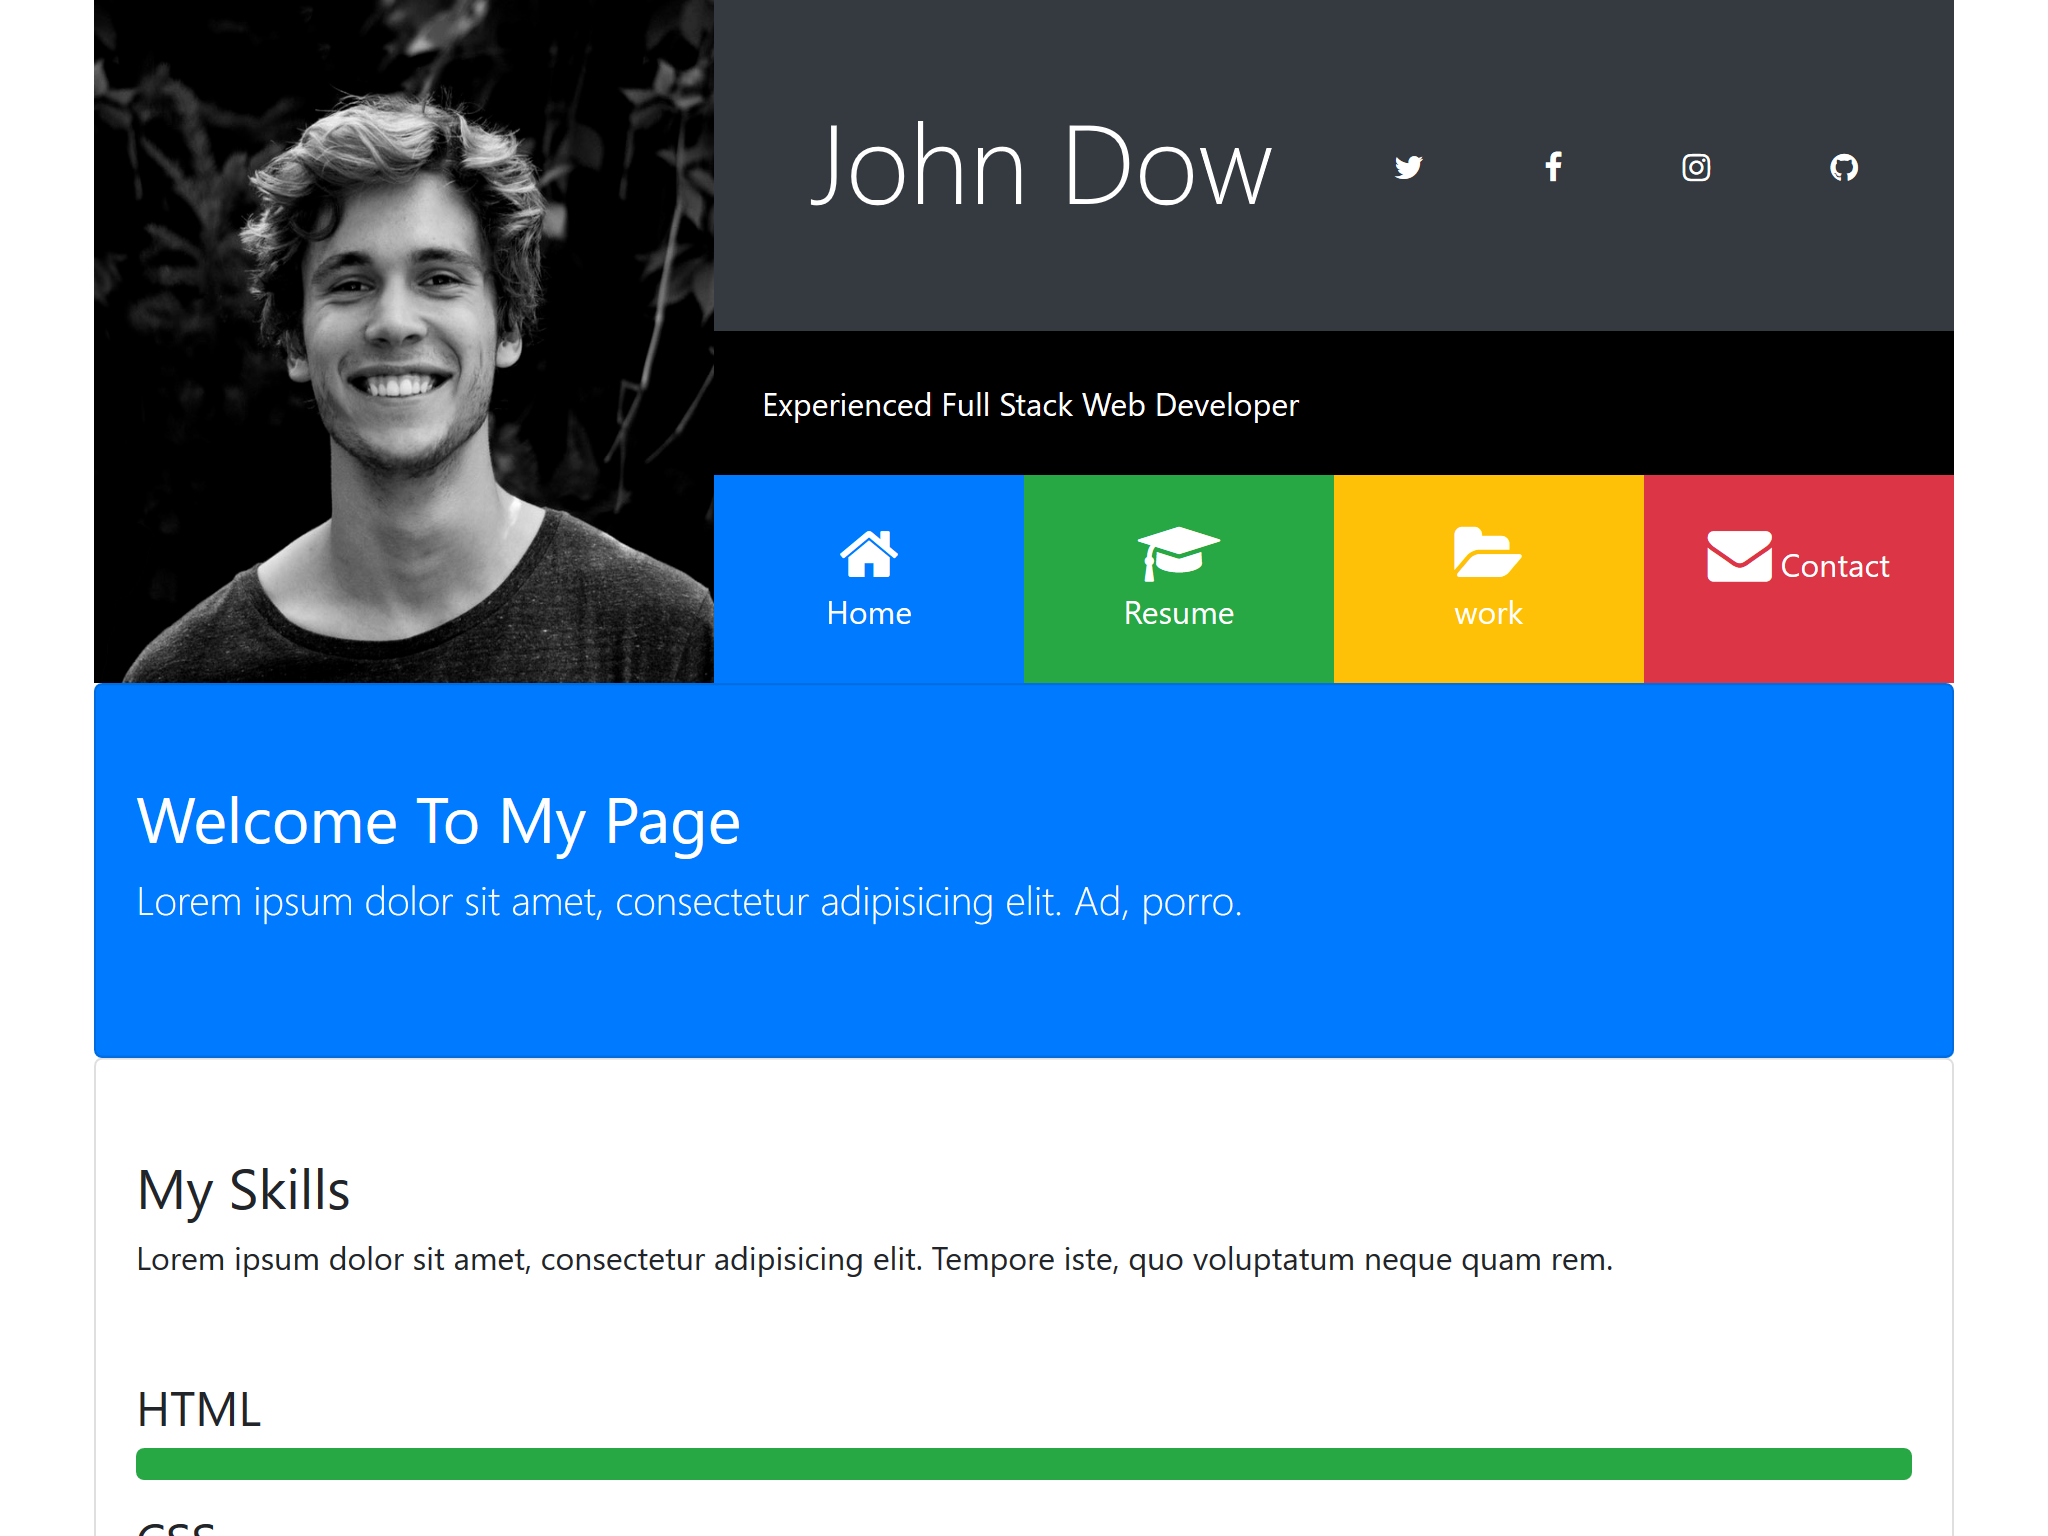 John Dow
Experienced Full Stack Web Developer
Home
Resume
work
Contact
Welcome To My Page
Lorem ipsum dolor sit amet, consectetur adipisicing elit. Ad, porro.
My Skills
Lorem ipsum dolor sit amet, consectetur adipisicing elit. Tempore iste, quo voluptatum neque quam rem.
HTML
CSS